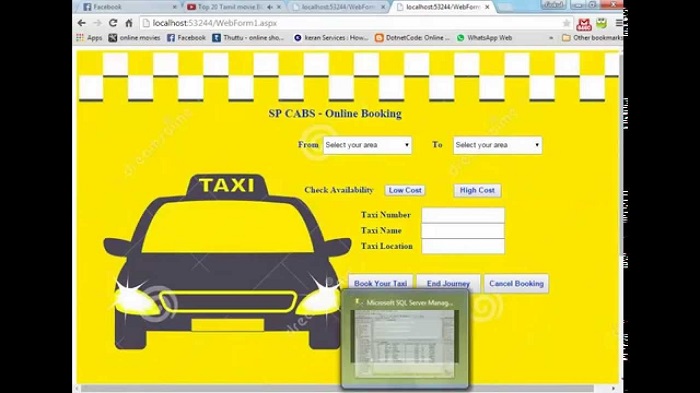 Facebook
Top 20 Tamil movie B
localhost:53244/WebForm
localhost:53244/WebForm
localhost:53244/WebForm1.aspx
Apps
online movies
Facebook
Thuttu - online sho...
keran Services : How...
DotnetCode: Online T...
WhatsApp Web
»
Other bookmarks
SP CABS - Online Booking
From
Select your area
To
Select your area
Check Availability
Low Cost
High Cost
TAXI
Taxi Number
Taxi Name
Taxi Location
Book Your Taxi
End Journey
Cancel Booking
Microsoft SQL Server Manag...